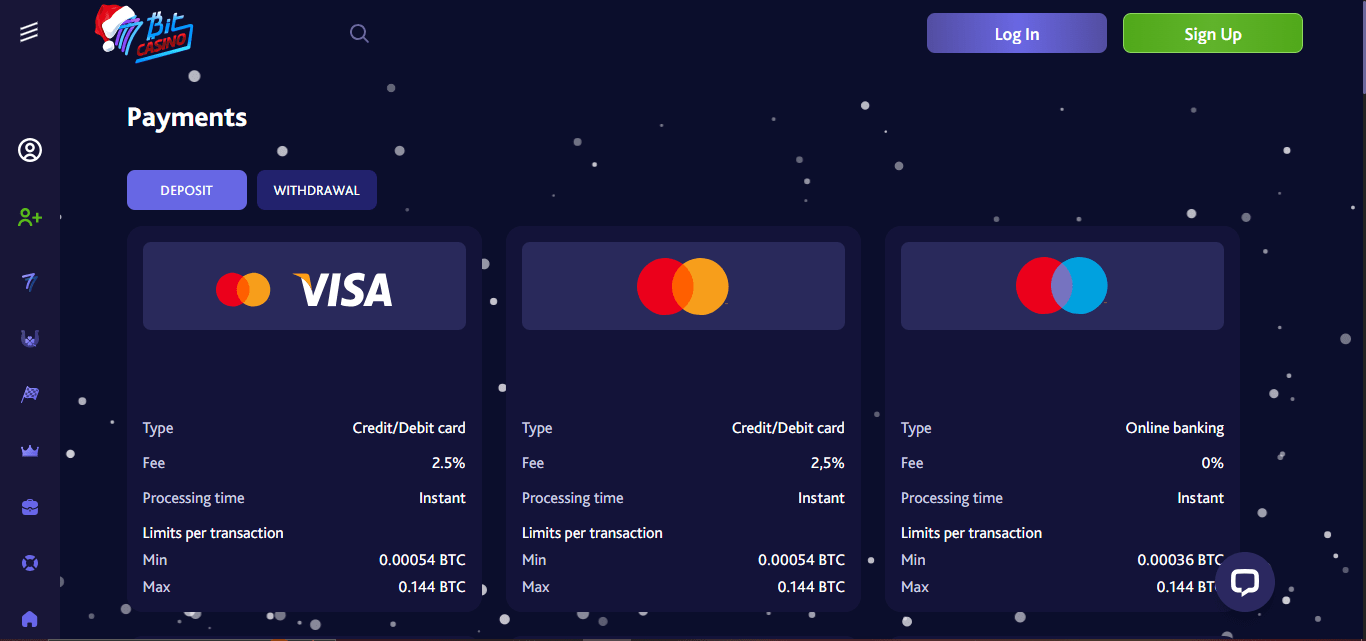 7Bit
CASINO
Log In
Sign Up
Payments
DEPOSIT
WITHDRAWAL
VISA
Type Credit/Debit card
Fee 2.5%
Processing time Instant
Limits per transaction
Min 0.00054 BTC
Max 0.144 BTC
Type Credit/Debit card
Fee 2,5%
Processing time Instant
Limits per transaction
Min 0.00054 BTC
Max 0.144 BTC
Type Online banking
Fee 0%
Processing time Instant
Limits per transaction
Min 0.00036 BTC
Max 0.144 BTC